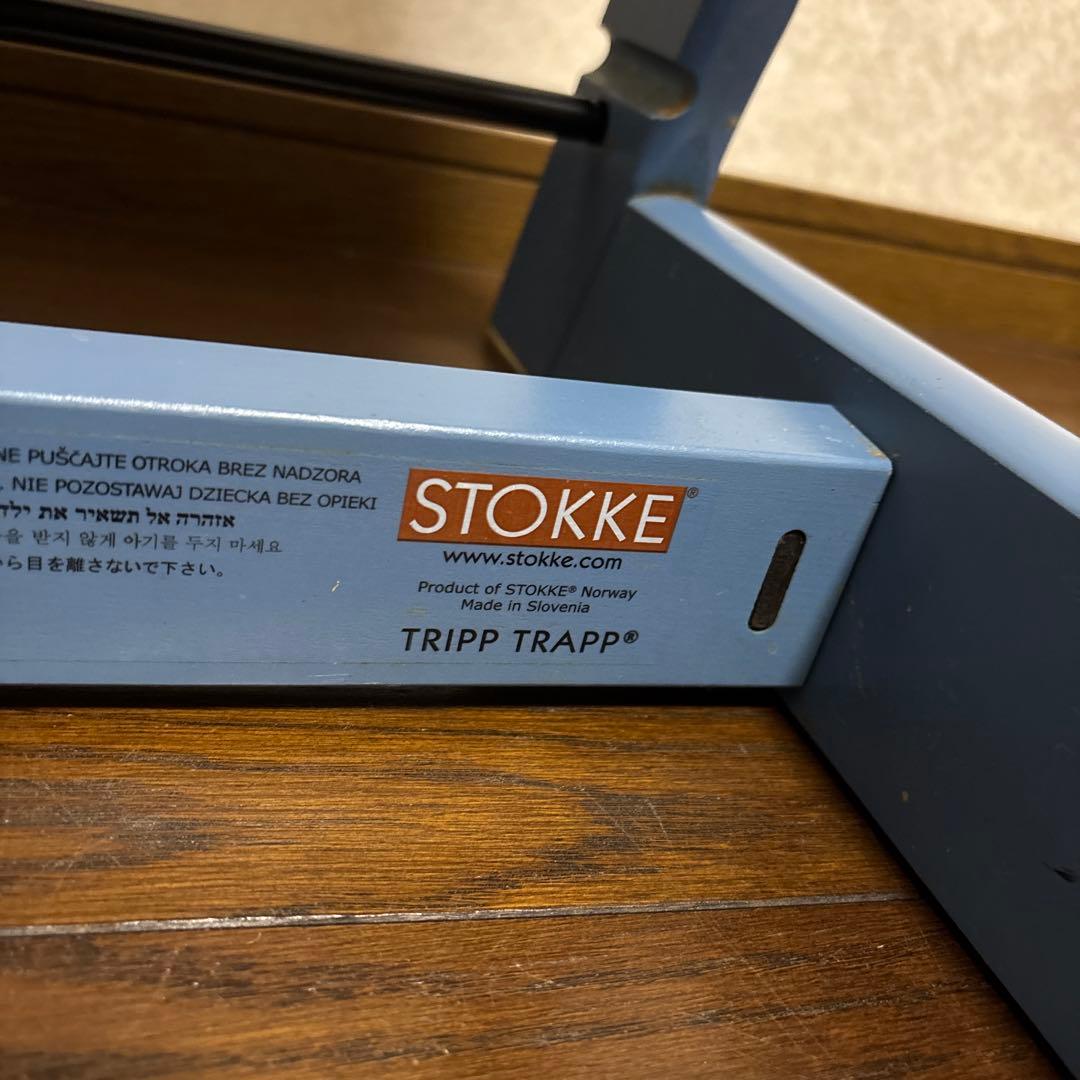 NE PUŠČAJTE OTROKA BREZ NADZORA
. NIE POZOSTAWAJ DZIECKA BEZ OPIEKI
אזהרה אל תשאיר את ילד
을 받지 않게 아기를 두지 마세요
ら目を離さないで下さい。
STOKKE®
www.stokke.com
Product of STOKKE® Norway
Made in Slovenia
TRIPP TRAPP®